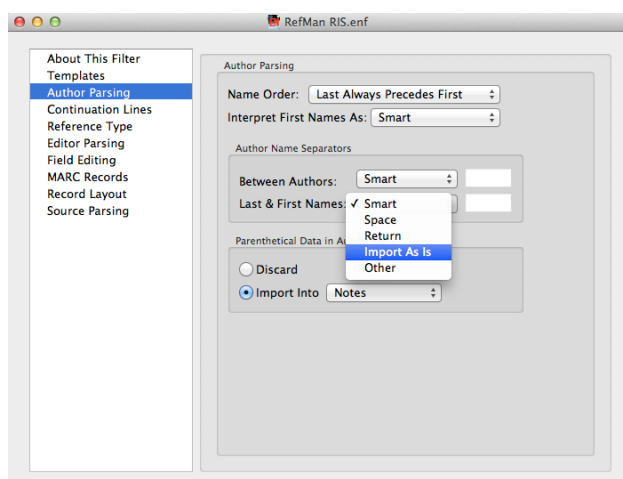 RefMan RIS.enf
About This Filter
Templates
Author Parsing
Continuation Lines
Reference Type
Editor Parsing
Field Editing
MARC Records
Record Layout
Source Parsing
Author Parsing
Name Order: Last Always Precedes First
Interpret First Names As: Smart
Author Name Separators
Between Authors: Smart
Last & First Names: ✓ Smart
Space
Return
Import As Is
Other
Parenthetical Data in Au
Discard
Import Into Notes